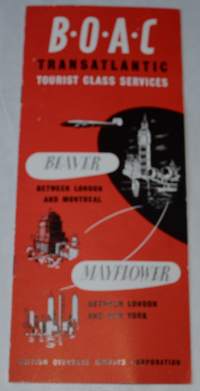 B·O·A·C
TRANSATLANTIC
TOURIST CLASS SERVICES
BEAVER
BETWEEN LONDON
AND MONTREAL
MAYFLOWER
BETWEEN LONDON
AND NEW YORK
BRITISH OVERSEAS AIRWAYS CORPORATION